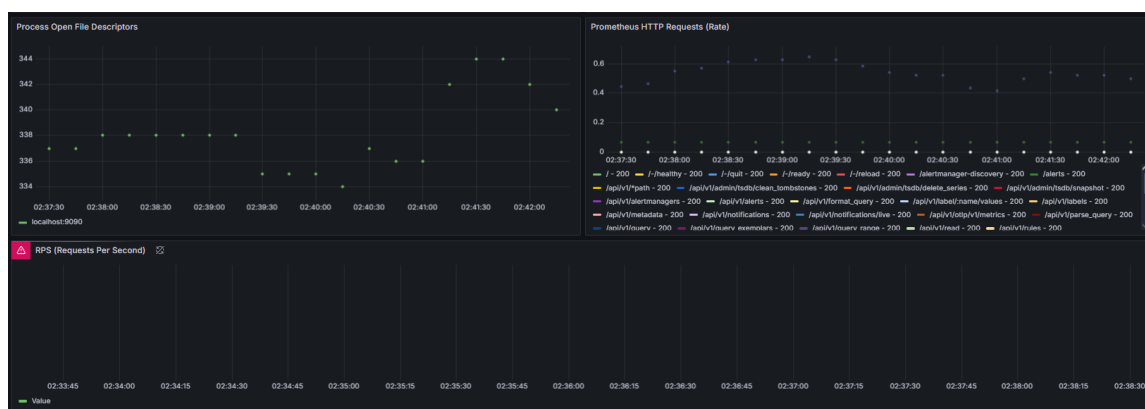 Process Open File Descriptors
344
342
340
338
336
334
02:37:30 02:38:00 02:38:30 02:39:00 02:39:30 02:40:00 02:40:30 02:41:00 02:41:30 02:42:00
localhost:9090
Prometheus HTTP Requests (Rate)
0.6
0.4
0.2
0
02:37:30 02:38:00 02:38:30 02:39:00 02:39:30 02:40:00 02:40:30 02:41:00 02:41:30 02:42:00
/ - 200 /-/healthy - 200 /-/quit - 200 /-/ready - 200 /-/reload - 200 /alertmanager-discovery - 200 /alerts - 200
/api/v1/*path - 200 /api/v1/admin/tsdb/clean_tombstones - 200 /api/v1/admin/tsdb/delete_series - 200 /api/v1/admin/tsdb/snapshot - 200
/api/v1/alertmanagers - 200 /api/v1/alerts - 200 /api/v1/format_query - 200 /api/v1/label/:name/values - 200 /api/v1/labels - 200
/api/v1/metadata - 200 /api/v1/notifications - 200 /api/v1/notifications/live - 200 /api/v1/otlp/v1/metrics - 200 /api/v1/parse_query - 200
/api/v1/query - 200 /api/v1/query_exemplars - 200 /api/v1/query_range - 200 /api/v1/read - 200 /api/v1/rules - 200
RPS (Requests Per Second)
02:33:45 02:34:00 02:34:15 02:34:30 02:34:45 02:35:00 02:35:15 02:35:30 02:35:45 02:36:00 02:36:15 02:36:30 02:36:45 02:37:00 02:37:15 02:37:30 02:37:45 02:38:00 02:38:15 02:38:30
Value